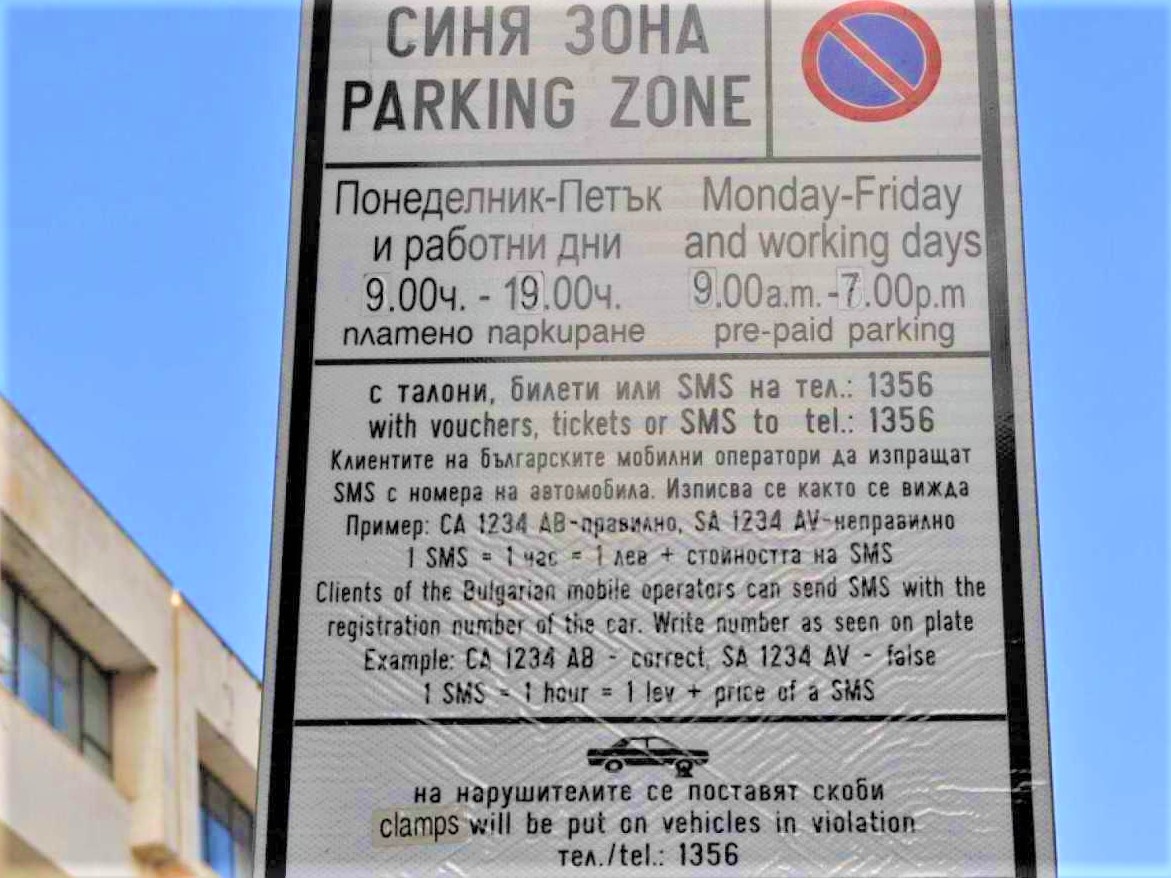 СИНЯ ЗОНА
PARKING ZONE
Понеделник-Петък
и работни дни
9.00ч. - 19.00ч.
платено паркиране
Monday-Friday
and working days
9.00a.m.-7.00p.m
pre-paid parking
с талони, билети или SMS на тел.: 1356
with vouchers, tickets or SMS to tel.: 1356
Клиентите на българските мобилни оператори да изпращат
SMS с номера на автомобила. Изписва се както се вижда
Пример: СА 1234 АВ-правилно, SA 1234 AV-неправилно
1 SMS = 1 час = 1 лев + стойността на SMS
Clients of the Bulgarian mobile operators can send SMS with the
registration number of the car. Write number as seen on plate
Example: CA 1234 AB - correct, SA 1234 AV - false
1 SMS = 1 hour = 1 lev + price of a SMS
на нарушителите се поставят скоби
clamps will be put on vehicles in violation
тел./tel.: 1356